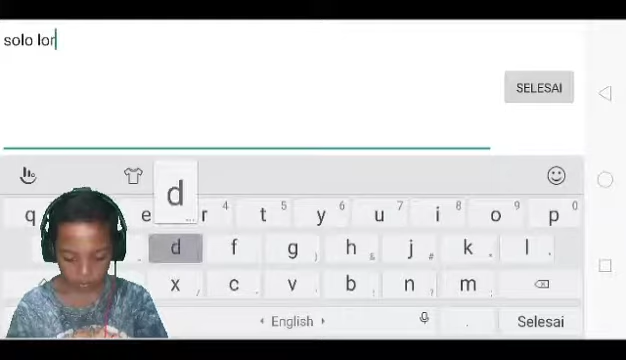 solo lor
SELESAI
d
q e r 4 t 5 y 6 u 7 i 8 o 9 p 0
d f g h j k l
x c v b n m
English
Selesai